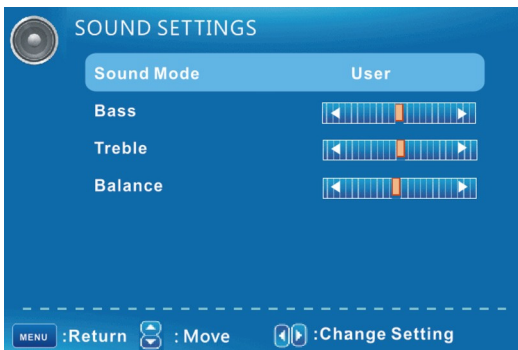 SOUND SETTINGS
Sound Mode User
Bass
Treble
Balance
MENU :Return : Move :Change Setting